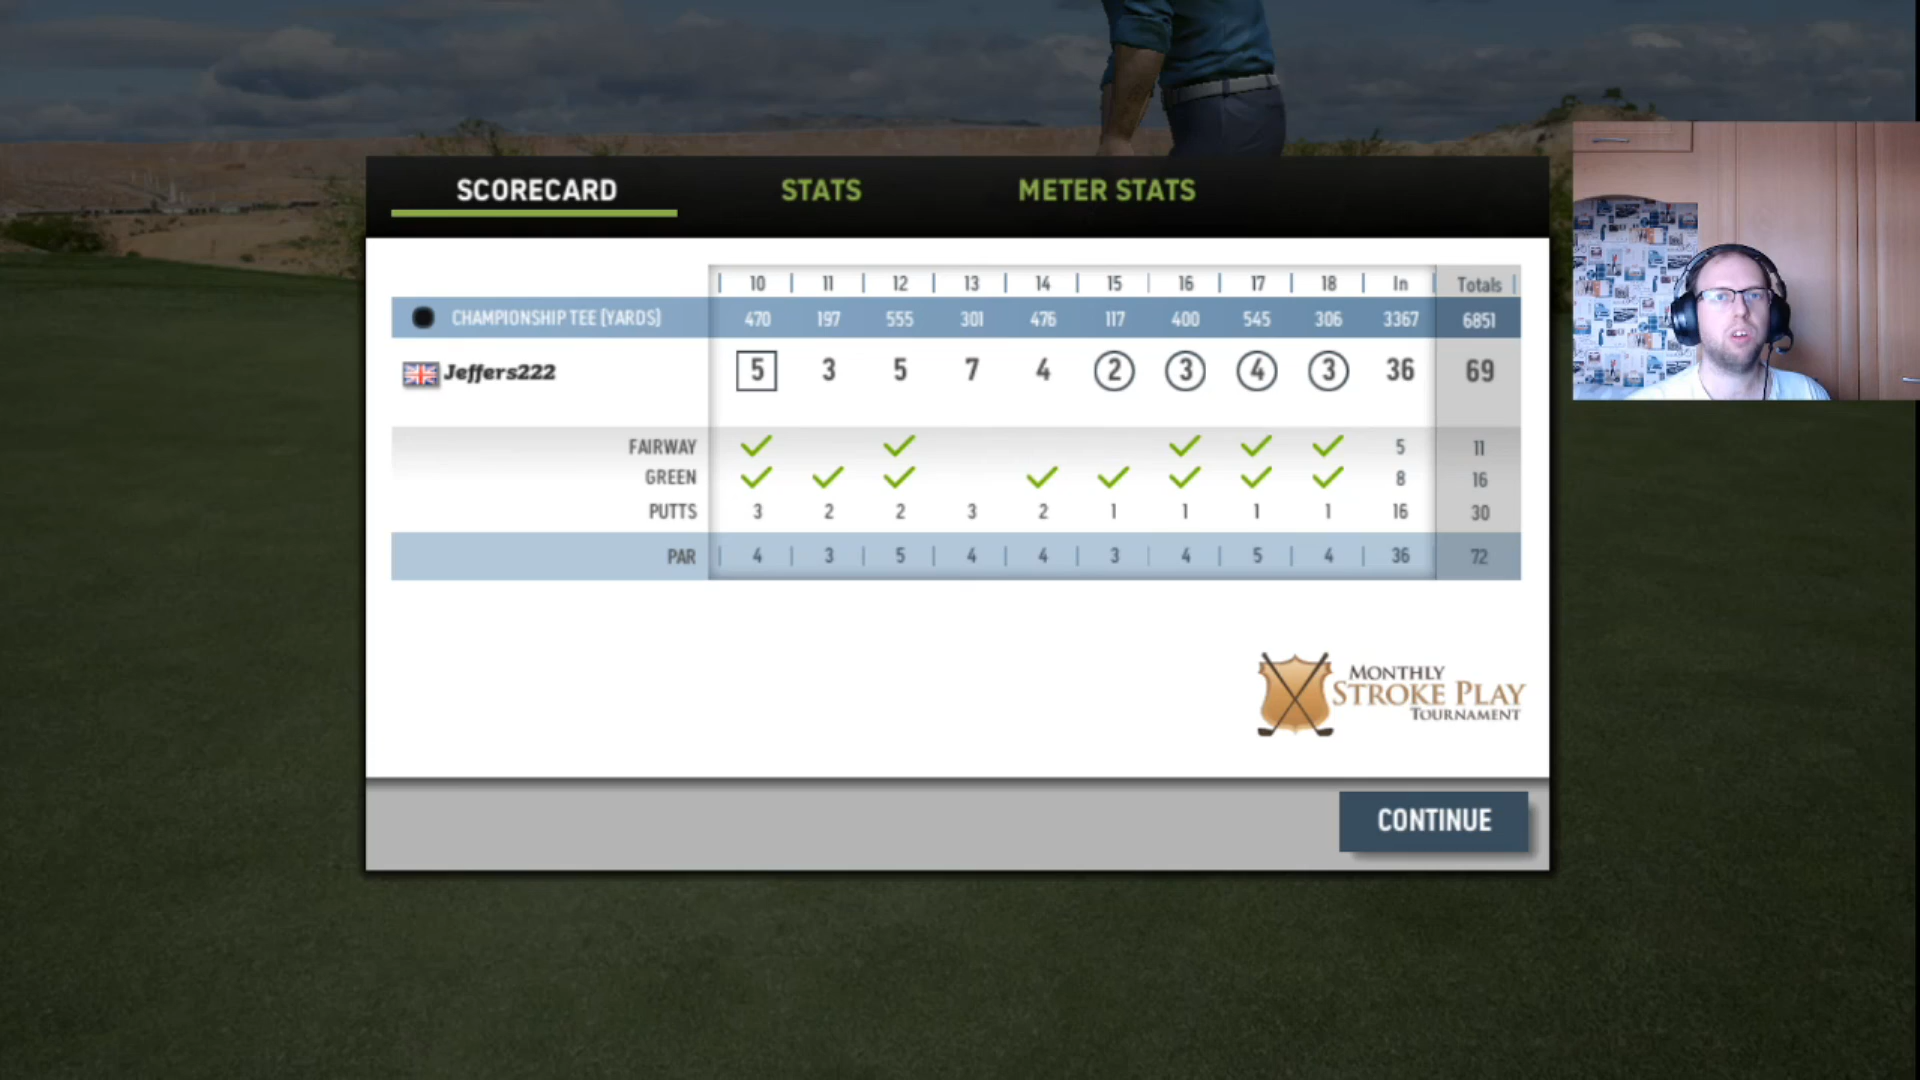 SCORECARD STATS METER STATS
10 11 12 13 14 15 16 17 18 In Totals
CHAMPIONSHIP TEE (YARDS) 470 197 555 301 476 117 400 545 306 3367 6851
Jeffers222 5 3 5 7 4 2 3 4 3 36 69
FAIRWAY 5 11
GREEN 8 16
PUTTS 3 2 2 3 2 1 1 1 1 16 30
PAR 4 3 5 4 4 3 4 5 4 36 72
MONTHLY
STROKE PLAY
TOURNAMENT
CONTINUE